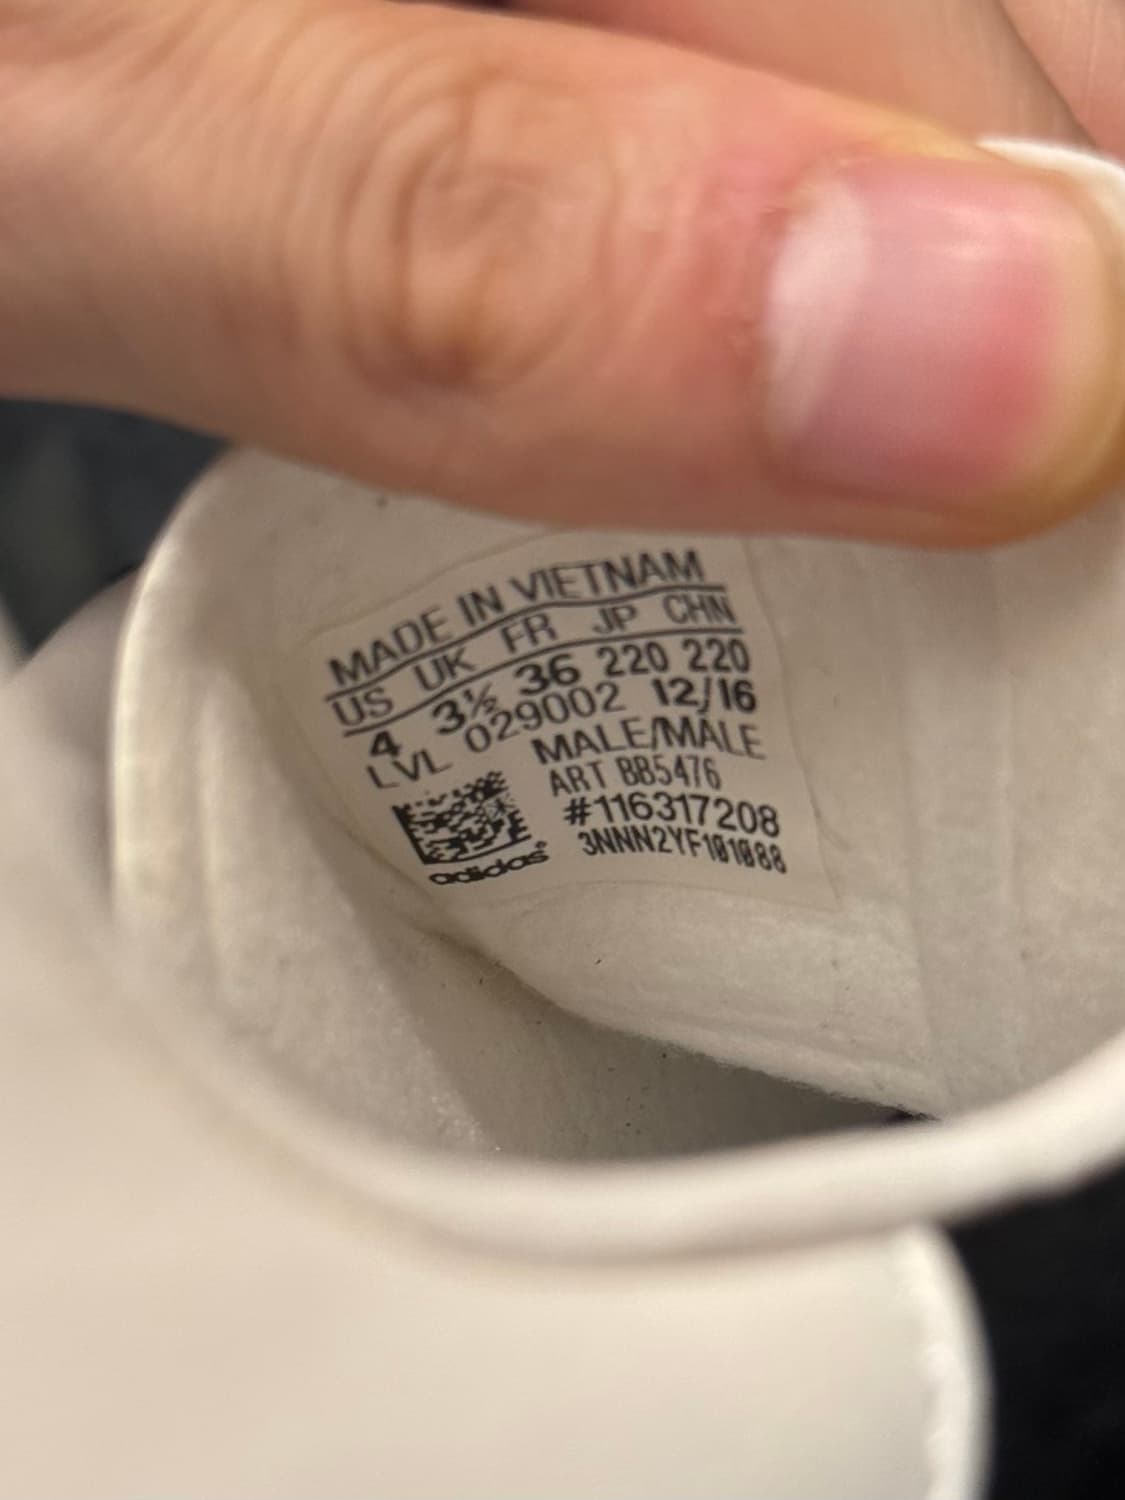 MADE IN VIETNAM
US UK FR JP CHN
4 3½ 36 220 220
LVL 029002 12/16
MALE/MALE
ART BB5476
#116317208
3NNN2YF101088
adidas®